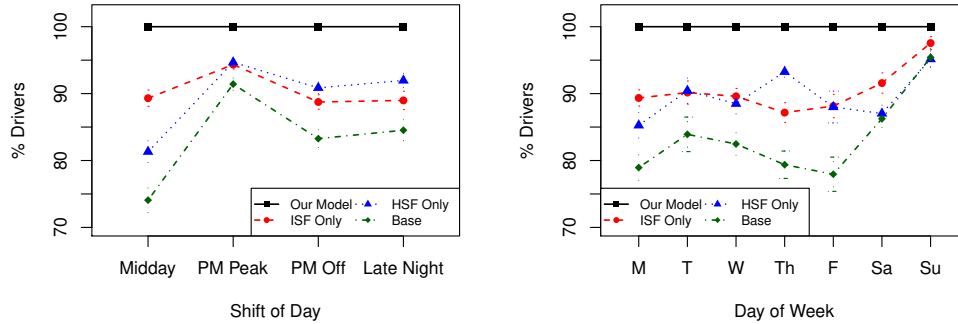 % Drivers
100
90
80
70
Our Model HSF Only
ISF Only Base
Midday PM Peak PM Off Late Night
Shift of Day
% Drivers
100
90
80
70
Our Model HSF Only
ISF Only Base
M T W Th F Sa Su
Day of Week